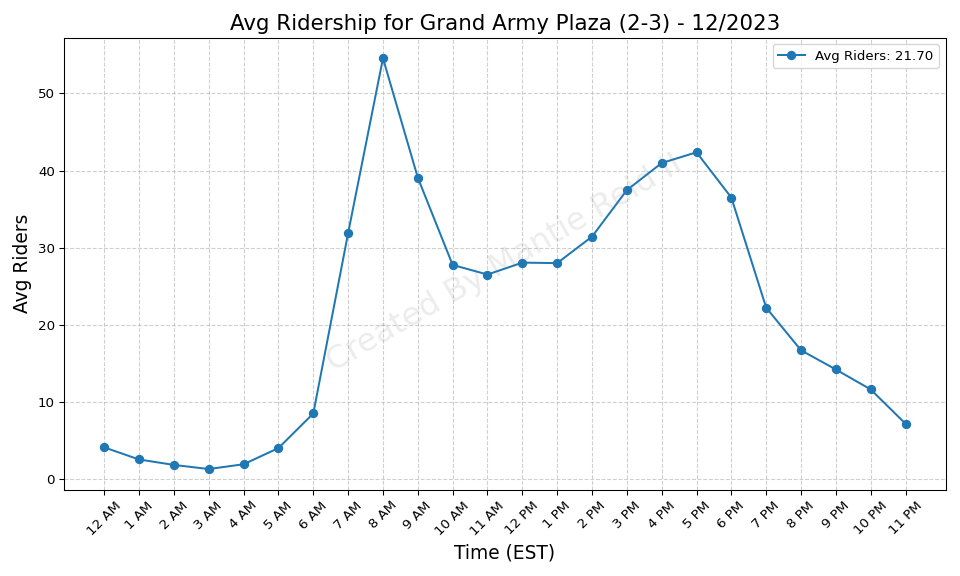 Avg Ridership for Grand Army Plaza (2-3) - 12/2023
Avg Riders: 21.70
Avg Riders
50
40
30
20
10
0
Created By Mantle Reid II
12 AM
1 AM
2 AM
3 AM
4 AM
5 AM
6 AM
7 AM
8 AM
9 AM
10 AM
11 AM
12 PM
1 PM
2 PM
3 PM
4 PM
5 PM
6 PM
7 PM
8 PM
9 PM
10 PM
11 PM
Time (EST)